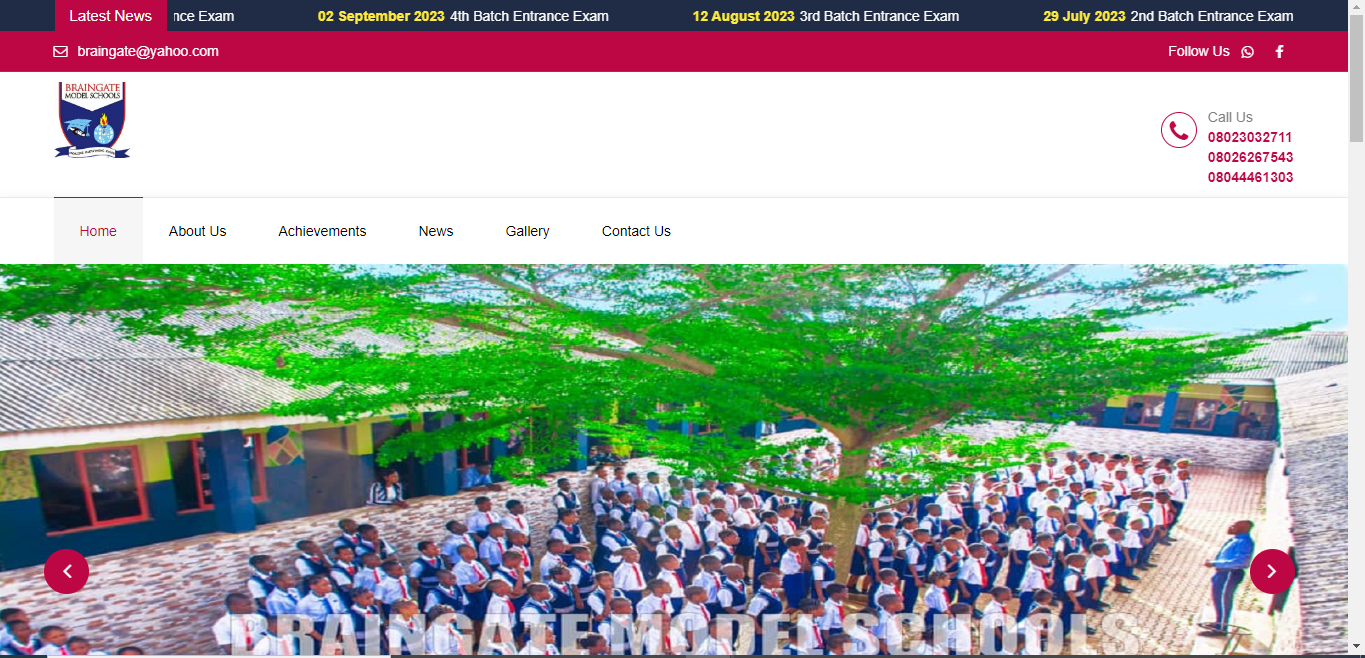 Latest News
nce Exam
02 September 2023 4th Batch Entrance Exam
12 August 2023 3rd Batch Entrance Exam
29 July 2023 2nd Batch Entrance Exam
braingate@yahoo.com
Follow Us
BRAINGATE
MODEL SCHOOLS
Call Us
08023032711
08026267543
08044461303
Home
About Us
Achievements
News
Gallery
Contact Us
BRAINGATE MODEL SCHOOLS